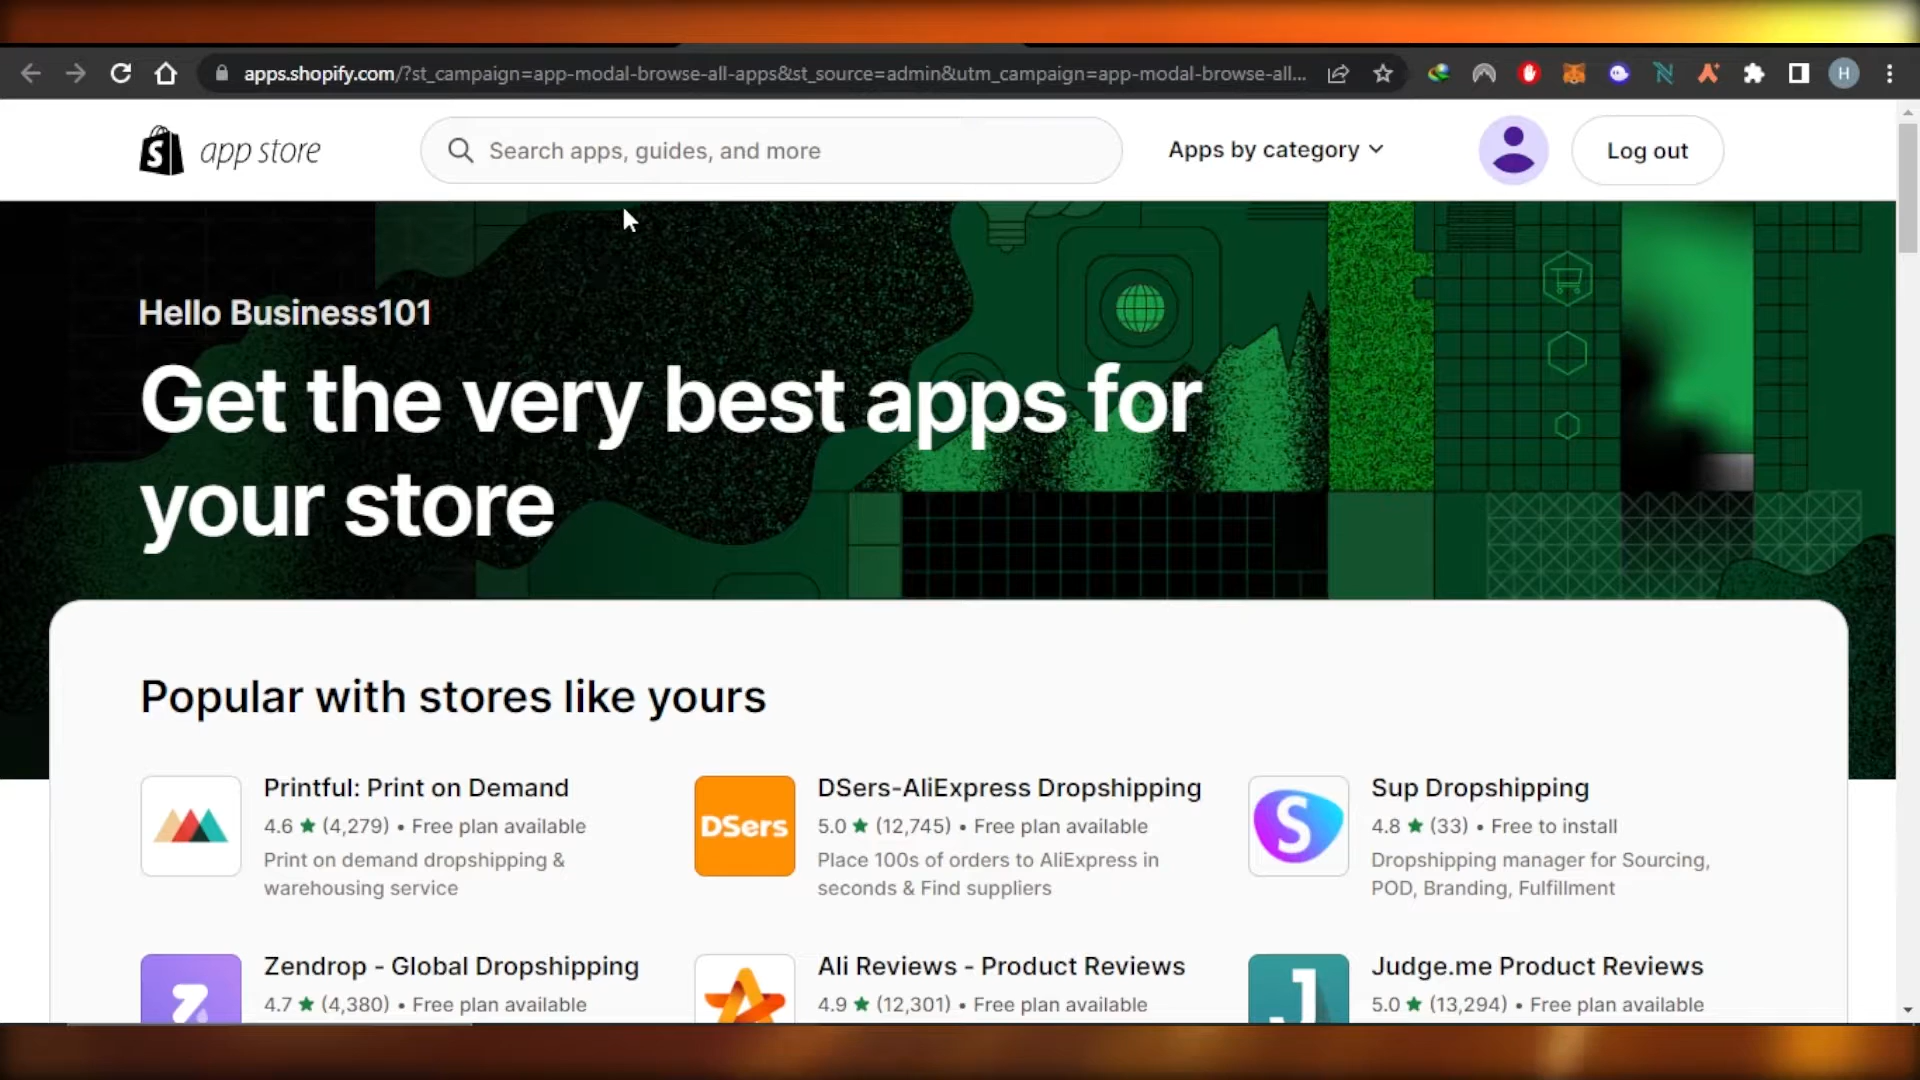 apps.shopify.com/?st_campaign=app-modal-browse-all-apps&st_source=admin&utm_campaign=app-modal-browse-all...
H
S app store
Search apps, guides, and more
Apps by category
Log out
Hello Business101
Get the very best apps for
your store
Popular with stores like yours
Printful: Print on Demand
4.6 ★ (4,279) • Free plan available
Print on demand dropshipping &
warehousing service
DSers
DSers-AliExpress Dropshipping
5.0 ★ (12,745) • Free plan available
Place 100s of orders to AliExpress in
seconds & Find suppliers
S
Sup Dropshipping
4.8 ★ (33) • Free to install
Dropshipping manager for Sourcing,
POD, Branding, Fulfillment
Z
Zendrop - Global Dropshipping
4.7 ★ (4,380) • Free plan available
Ali Reviews - Product Reviews
4.9 ★ (12,301) • Free plan available
J
Judge.me Product Reviews
5.0 ★ (13,294) • Free plan available